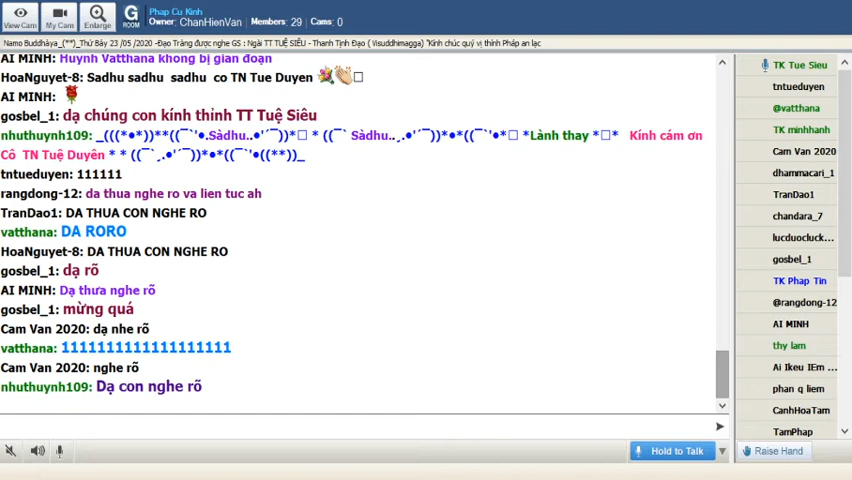 View Cam
My Cam
Enlarge
G ROOM
Phap Cu Kinh
Owner: ChanHienVan
Members: 29
Cams: 0
Namo Buddhàya_(**)_Thứ Bảy 23 /05 /2020 -Đạo Tràng được nghe GS : Ngài TT TUỆ SIÊU - Thanh Tịnh Đạo ( Visuddhimagga) "Kính chúc quý vị thính Pháp an lạc
AI MINH: Huynh Vatthana không bị gian đoạn
HoaNguyet-8: Sadhu sadhu sadhu co TN Tue Duyen
AI MINH:
gosbel_1: dạ chúng con kính thỉnh TT Tuệ Siêu
nhuthuynh109: _(((*●*))**((¯`'●.Sàdhu..●'´¯))*□ * ((¯` Sàdhu..¸.●'´¯))*●*((¯`'●*□ *Lành thay *□* Kính cám ơn
Cô TN Tuệ Duyên * * ((¯`¸.●'´¯))*●*((¯`'●((**))_
tntueduyen: 111111
rangdong-12: da thua nghe ro va lien tuc ah
TranDao1: DA THUA CON NGHE RO
vatthana: DA RORO
HoaNguyet-8: DA THUA CON NGHE RO
gosbel_1: dạ rõ
AI MINH: Dạ thưa nghe rõ
gosbel_1: mừng quá
Cam Van 2020: dạ nhe rõ
vatthana: 1111111111111111111
Cam Van 2020: nghe rõ
nhuthuynh109: Dạ con nghe rõ
Hold to Talk
TK Tue Sieu
tntueduyen
@vatthana
TK minhhanh
Cam Van 2020
dhammacari_1
TranDao1
chandara_7
lucduocluck...
gosbel_1
TK Phap Tin
@rangdong-12
AI MINH
thy lam
Ai Ikeu IEm ...
phan q liem
CanhHoaTam
TamPhap
Raise Hand